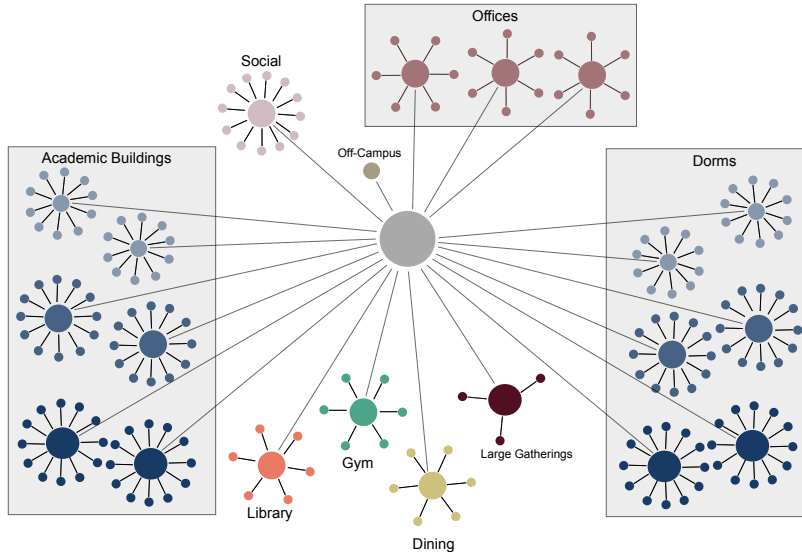 Offices
Social
Off-Campus
Academic Buildings
Dorms
Large Gatherings
Gym
Library
Dining